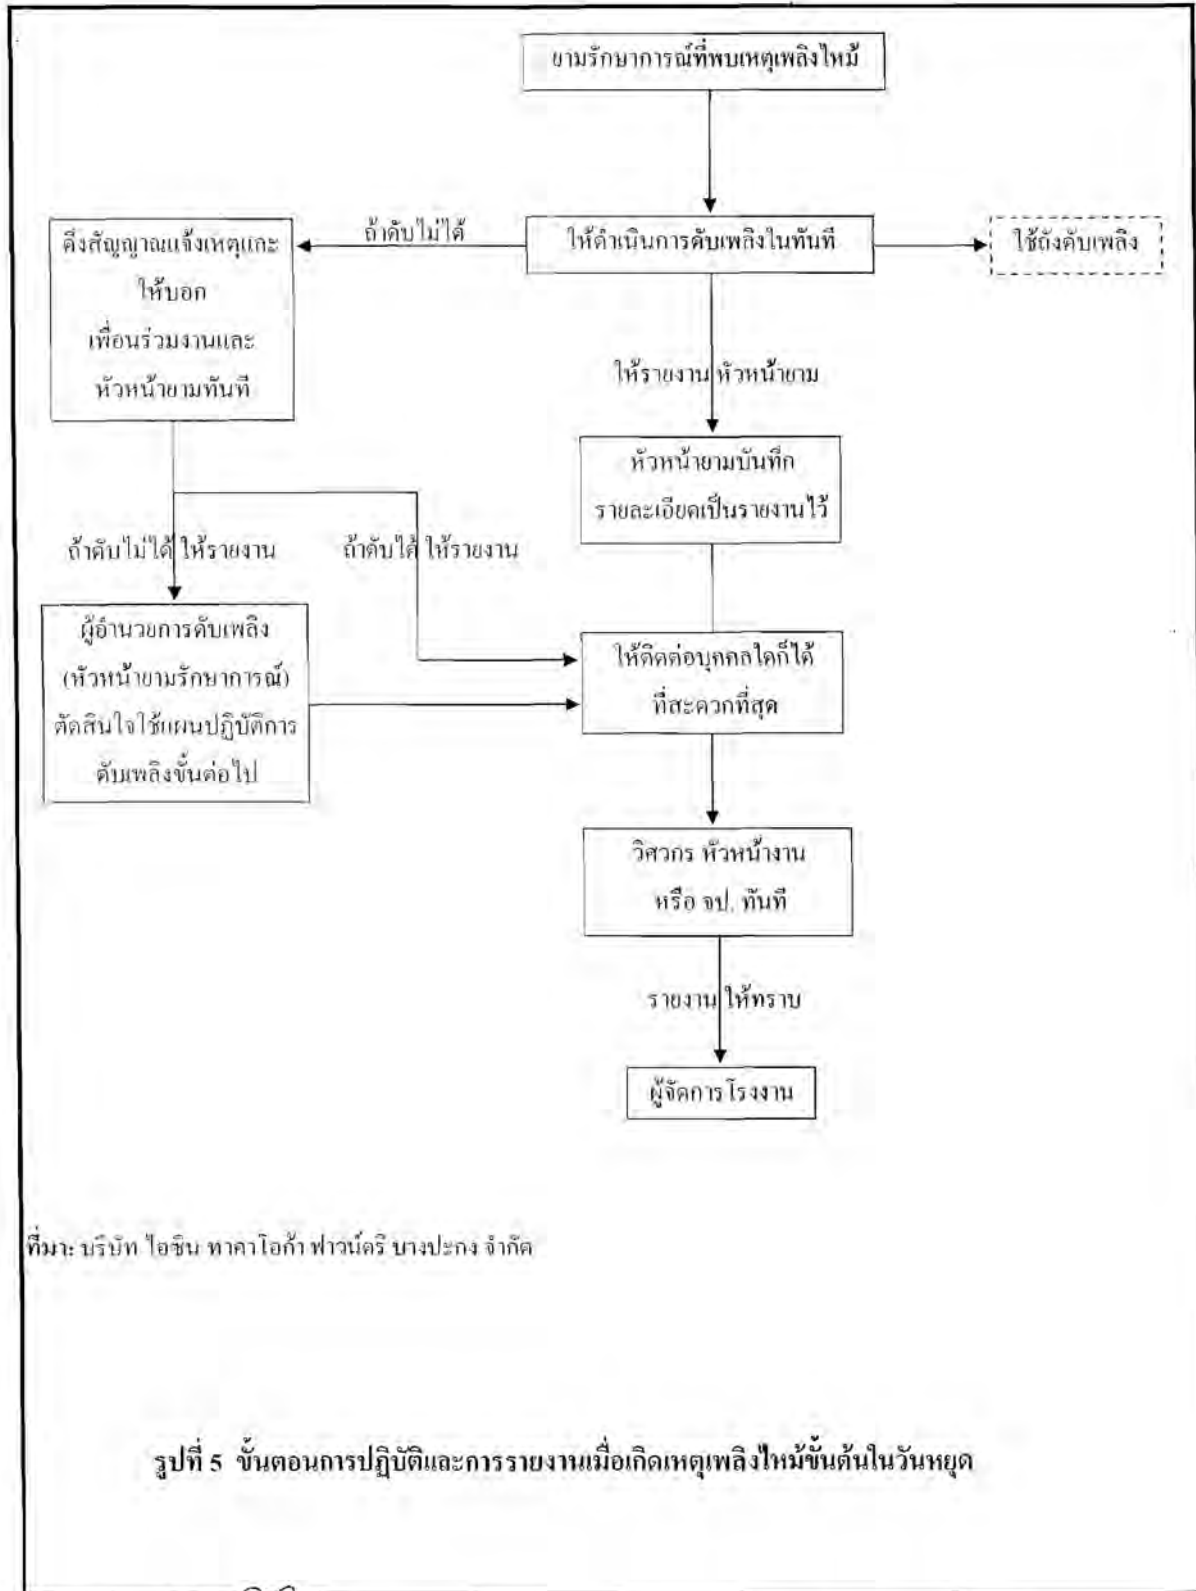 ยามรักษาการณ์ที่พบเหตุเพลิงไหม้
ดึงสัญญาณแจ้งเหตุและ
ให้บอก
เพื่อนร่วมงานและ
หัวหน้ายามทันที
ถ้าดับไม่ได้
ให้ดำเนินการดับเพลิงในทันที
ใช้ถังดับเพลิง
ให้รายงาน หัวหน้ายาม
หัวหน้ายามบันทึก
รายละเอียดเป็นรายงานไว้
ถ้าดับไม่ได้ ให้รายงาน
ถ้าดับได้ ให้รายงาน
ผู้อำนวยการดับเพลิง
(หัวหน้ายามรักษาการณ์)
ตัดสินใจใช้แผนปฏิบัติการ
ดับเพลิงขั้นต่อไป
ให้ติดต่อบุคคลใดก็ได้
ที่สะดวกที่สุด
วิศวกร หัวหน้างาน
หรือ จป. ทันที
รายงาน ให้ทราบ
ผู้จัดการโรงงาน
ที่มา: บริษัท ไอซิน ทาคาโอก้า ฟาวน์ดริ บางปะกง จำกัด
รูปที่ 5 ขั้นตอนการปฏิบัติและการรายงานเมื่อเกิดเหตุเพลิงไหม้ขั้นต้นในวันหยุด